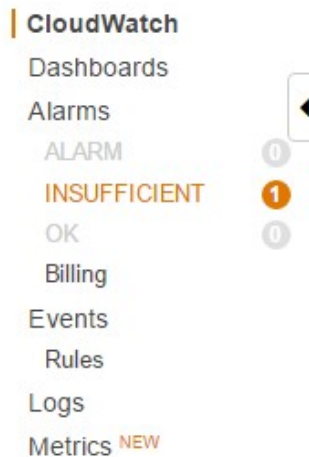 CloudWatch
Dashboards
Alarms
ALARM 0
INSUFFICIENT 1
OK 0
Billing
Events
Rules
Logs
Metrics NEW